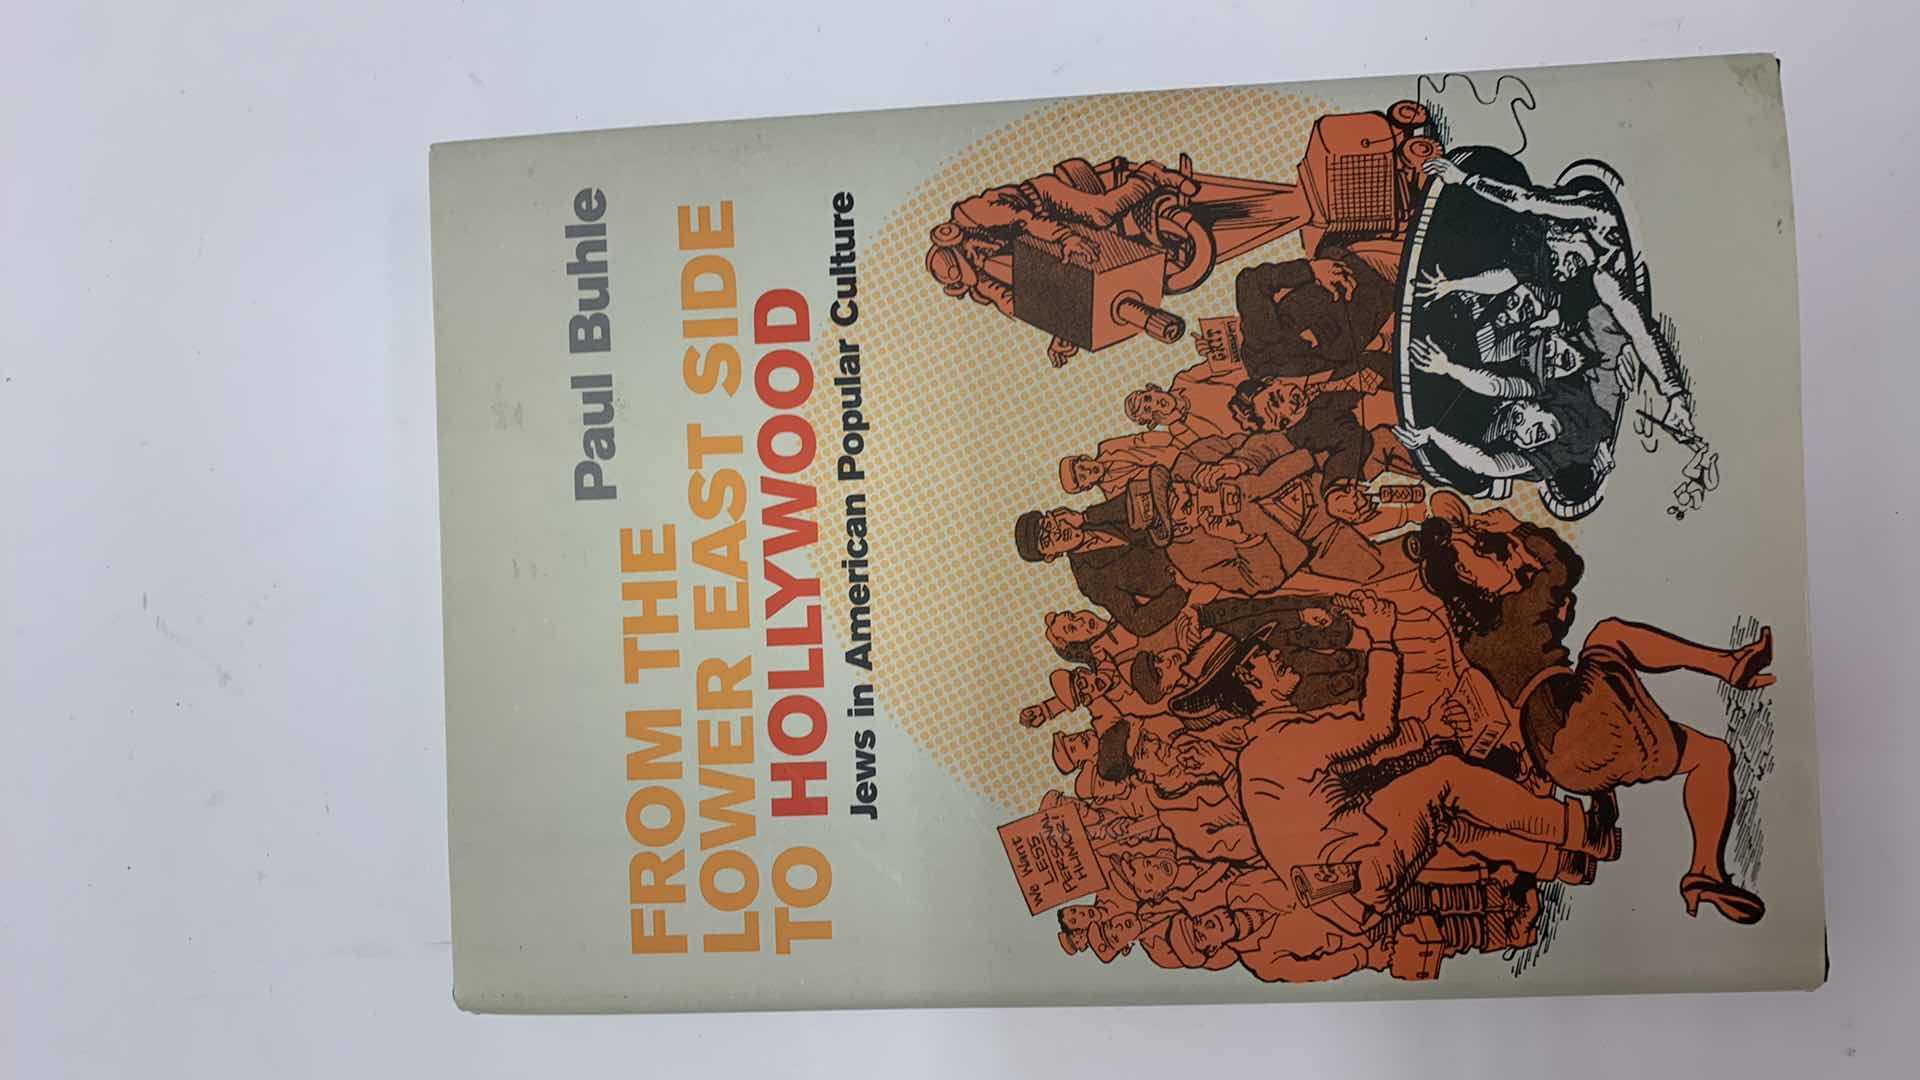 Paul Buhle
FROM THE
LOWER EAST SIDE
TO HOLLYWOOD
Jews in American Popular Culture
We Want
LESS
PERSONAL
HUMOR!
GRIT